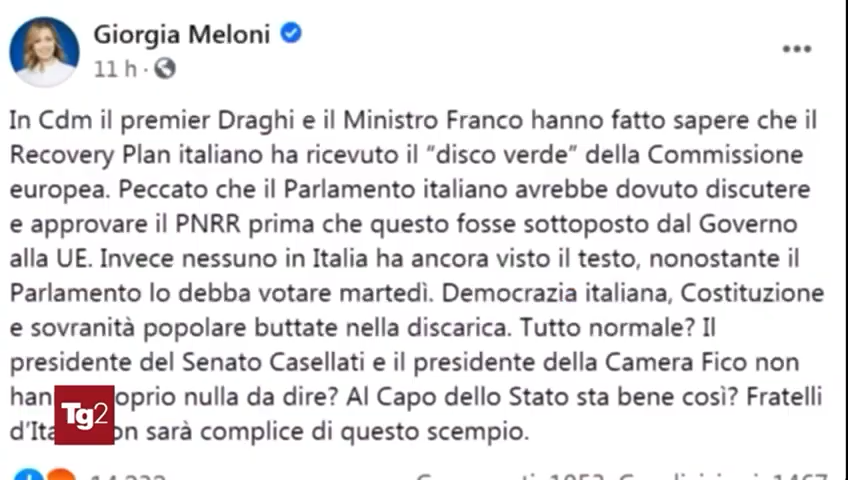 Giorgia Meloni
11 h ·
In Cdm il premier Draghi e il Ministro Franco hanno fatto sapere che il
Recovery Plan italiano ha ricevuto il “disco verde” della Commissione
europea. Peccato che il Parlamento italiano avrebbe dovuto discutere
e approvare il PNRR prima che questo fosse sottoposto dal Governo
alla UE. Invece nessuno in Italia ha ancora visto il testo, nonostante il
Parlamento lo debba votare martedì. Democrazia italiana, Costituzione
e sovranità popolare buttate nella discarica. Tutto normale? Il
presidente del Senato Casellati e il presidente della Camera Fico non
han oprio nulla da dire? Al Capo dello Stato sta bene così? Fratelli
d'Ita on sarà complice di questo scempio.
Tg2